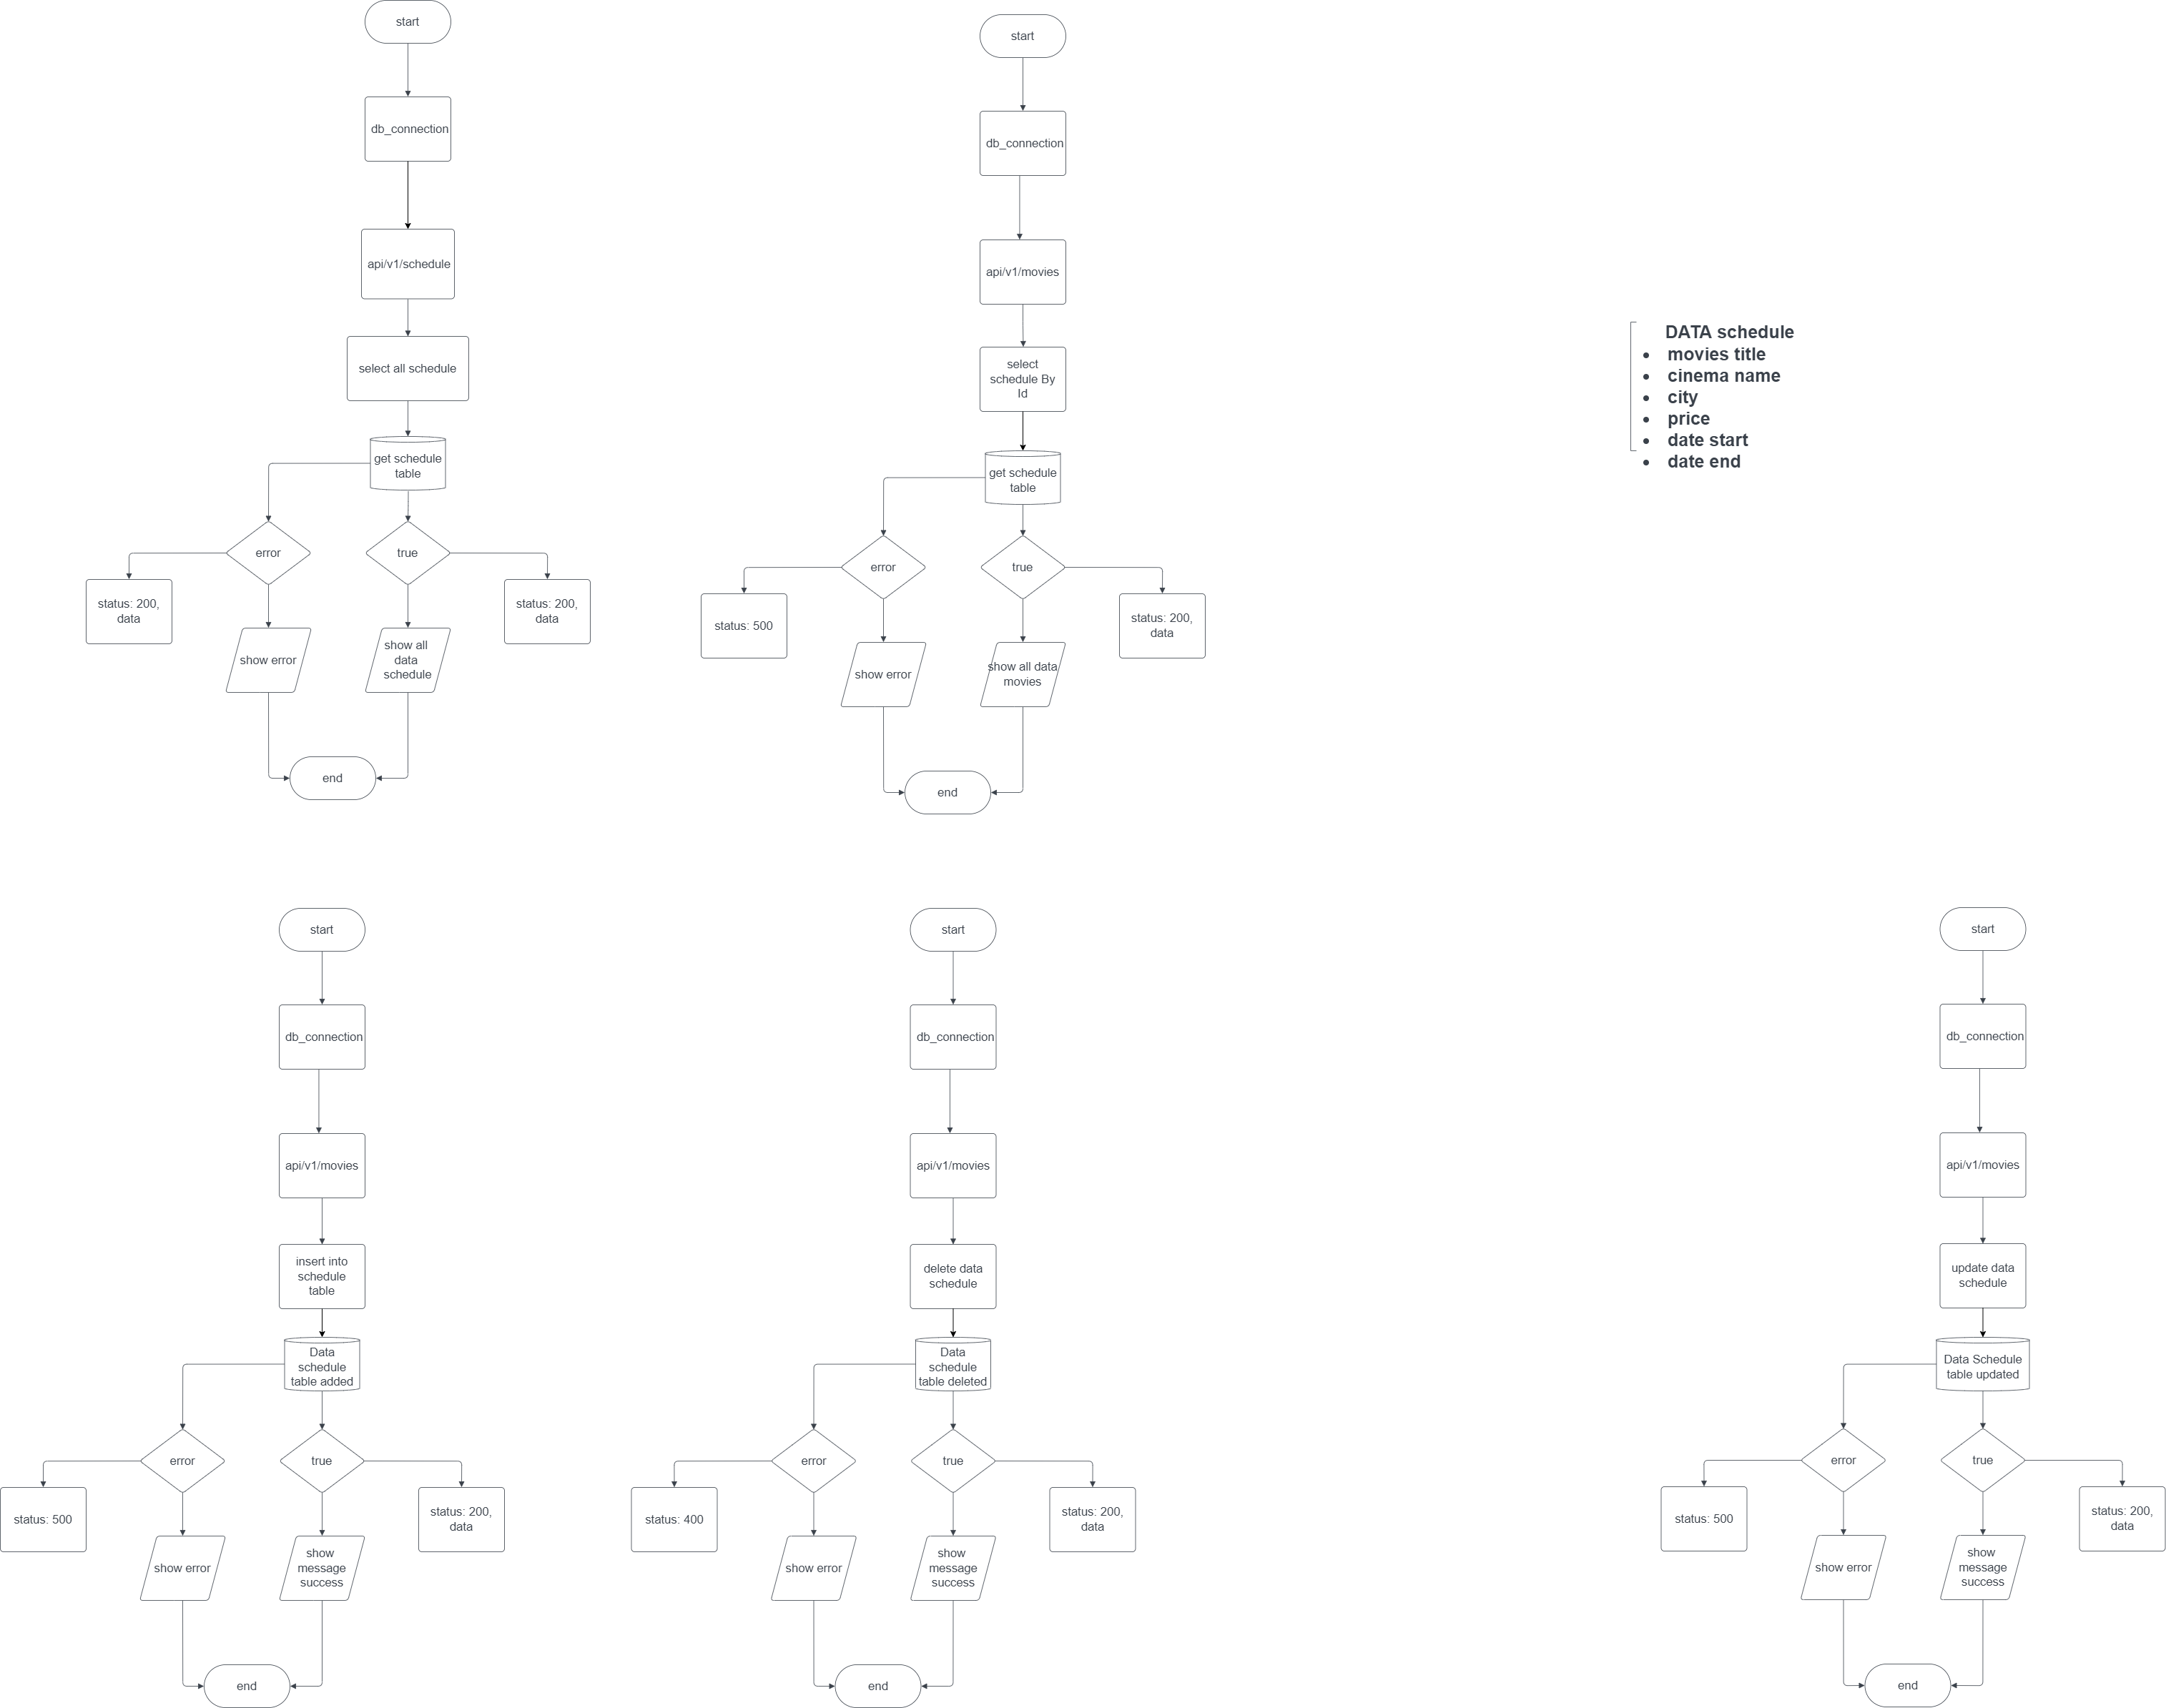 start
db_connection
api/v1/schedule
select all schedule
get schedule
table
error
true
status: 200,
data
status: 200,
data
show error
show all
data
schedule
end
start
db_connection
api/v1/movies
select
schedule By
Id
get schedule
table
error
true
status: 500
status: 200,
data
show error
show all data
movies
end
DATA schedule
• movies title
• cinema name
• city
• price
• date start
• date end
start
db_connection
api/v1/movies
insert into
schedule
table
Data
schedule
table added
error
true
status: 500
status: 200,
data
show error
show
message
success
end
start
db_connection
api/v1/movies
delete data
schedule
Data
schedule
table deleted
error
true
status: 400
status: 200,
data
show error
show
message
success
end
start
db_connection
api/v1/movies
update data
schedule
Data Schedule
table updated
error
true
status: 500
status: 200,
data
show error
show
message
success
end